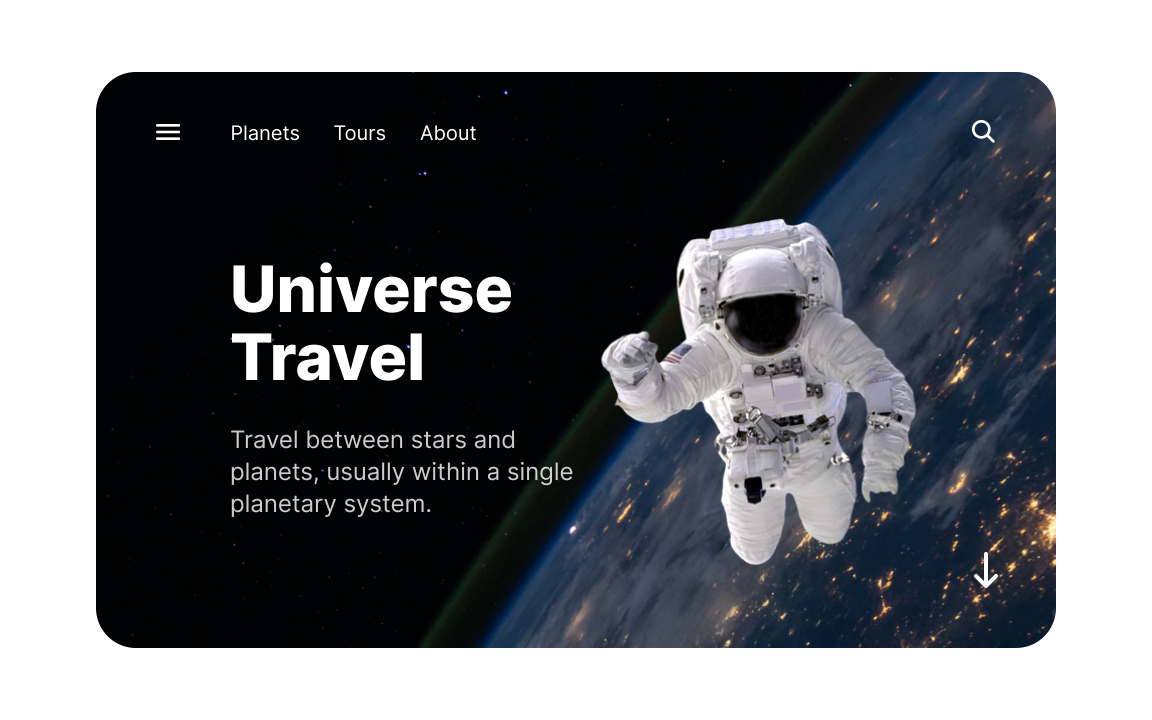 Planets Tours About
Universe
Travel
Travel between stars and
planets, usually within a single
planetary system.